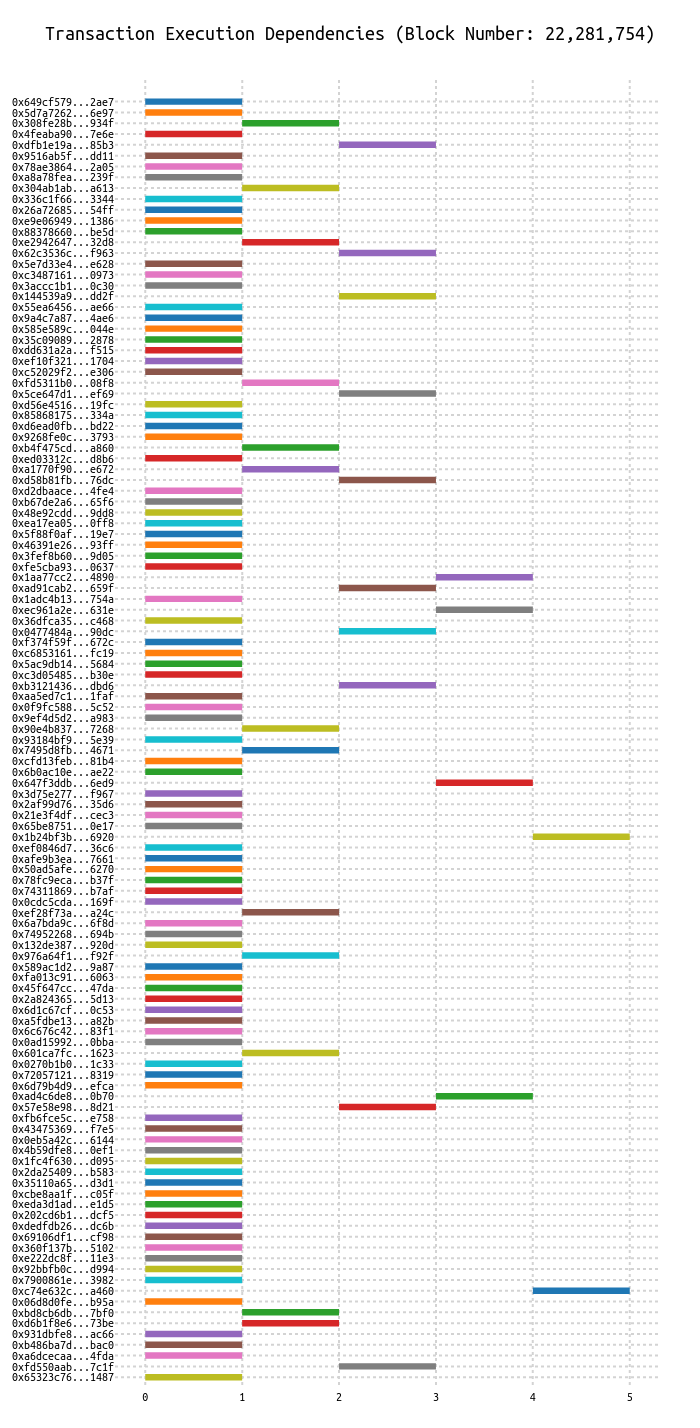 Transaction Execution Dependencies (Block Number: 22,281,754)
0x649cf579...2ae7
0x5d7a7262...6e97
0x308fe28b...934f
0x4feaba90...7e6e
0xdfb1e19a...85b3
0x9516ab5f...dd11
0x78ae3864...2a05
0xa8a78fea...239f
0x304ab1ab...a613
0x336c1f66...3344
0x26a72685...54ff
0xe9e06949...1386
0x88378660...be5d
0xe2942647...32d8
0x62c3536c...f963
0x5e7d33e4...e628
0xc3487161...0973
0x3accc1b1...0c30
0x144539a9...dd2f
0x55ea6456...ae66
0x9a4c7a87...4ae6
0x585e589c...044e
0x35c09089...2878
0xdd631a2a...f515
0xef10f321...1704
0xc52029f2...e306
0xfd5311b0...08f8
0x5ce647d1...ef69
0xd56e4516...19fc
0x85868175...334a
0xd6ead0fb...bd22
0x9268fe0c...3793
0xb4f475cd...a860
0xed03312c...d8b6
0xa1770f90...e672
0xd58b81fb...76dc
0xd2dbaace...4fe4
0xb67de2a6...65f6
0x48e92cdd...9dd8
0xea17ea05...0ff8
0x5f88f0af...19e7
0x46391e26...93ff
0x3fef8b60...9d05
0xfe5cba93...0637
0x1aa77cc2...4890
0xad91cab2...659f
0x1adc4b13...754a
0xec961a2e...631e
0x36dfca35...c468
0x0477484a...90dc
0xf374f59f...672c
0xc6853161...fc19
0x5ac9db14...5684
0xc3d05485...b30e
0xb3121436...dbd6
0xaa5ed7c1...1faf
0x0f9fc588...5c52
0x9ef4d5d2...a983
0x90e4b837...7268
0x93184bf9...5e39
0x7495d8fb...4671
0xcfd13feb...81b4
0x6b0ac10e...ae22
0x647f3ddb...6ed9
0x3d75e277...f967
0x2af99d76...35d6
0x21e3f4df...cec3
0x65be8751...0e17
0x1b24bf3b...6920
0xef0846d7...36c6
0xafe9b3ea...7661
0x50ad5afe...6270
0x78fc9eca...b37f
0x74311869...b7af
0x0cdc5cda...169f
0xef28f73a...a24c
0x6a7bda9c...6f8d
0x74952268...694b
0x132de387...920d
0x976a64f1...f92f
0x589ac1d2...9a87
0xfa013c91...6063
0x45f647cc...47da
0x2a824365...5d13
0x6d1c67cf...0c53
0xa5fdbe13...a82b
0x6c676c42...83f1
0x0ad15992...0bba
0x601ca7fc...1623
0x0270b1b0...1c33
0x72057121...8319
0x6d79b4d9...efca
0xad4c6de8...0b70
0x57e58e98...8d21
0xfb6fce5c...e758
0x43475369...f7e5
0x0eb5a42c...6144
0x4b59dfe8...0ef1
0x1fc4f630...d095
0x2da25409...b583
0x35110a65...d3d1
0xcbe8aa1f...c05f
0xeda3d1ad...e1d5
0x202cd6b1...dcf5
0xdedfdb26...dc6b
0x69106df1...cf98
0x360f137b...5102
0xe222dc8f...11e3
0x92bbfb0c...d994
0x7900861e...3982
0xc74e632c...a460
0x06d8d0fe...b95a
0xbd8cb6db...7bf0
0xd6b1f8e6...73be
0x931dbfe8...ac66
0xb486ba7d...bac0
0xa6dcecaa...4fda
0xfd550aab...7c1f
0x65323c76...1487
0 1 2 3 4 5